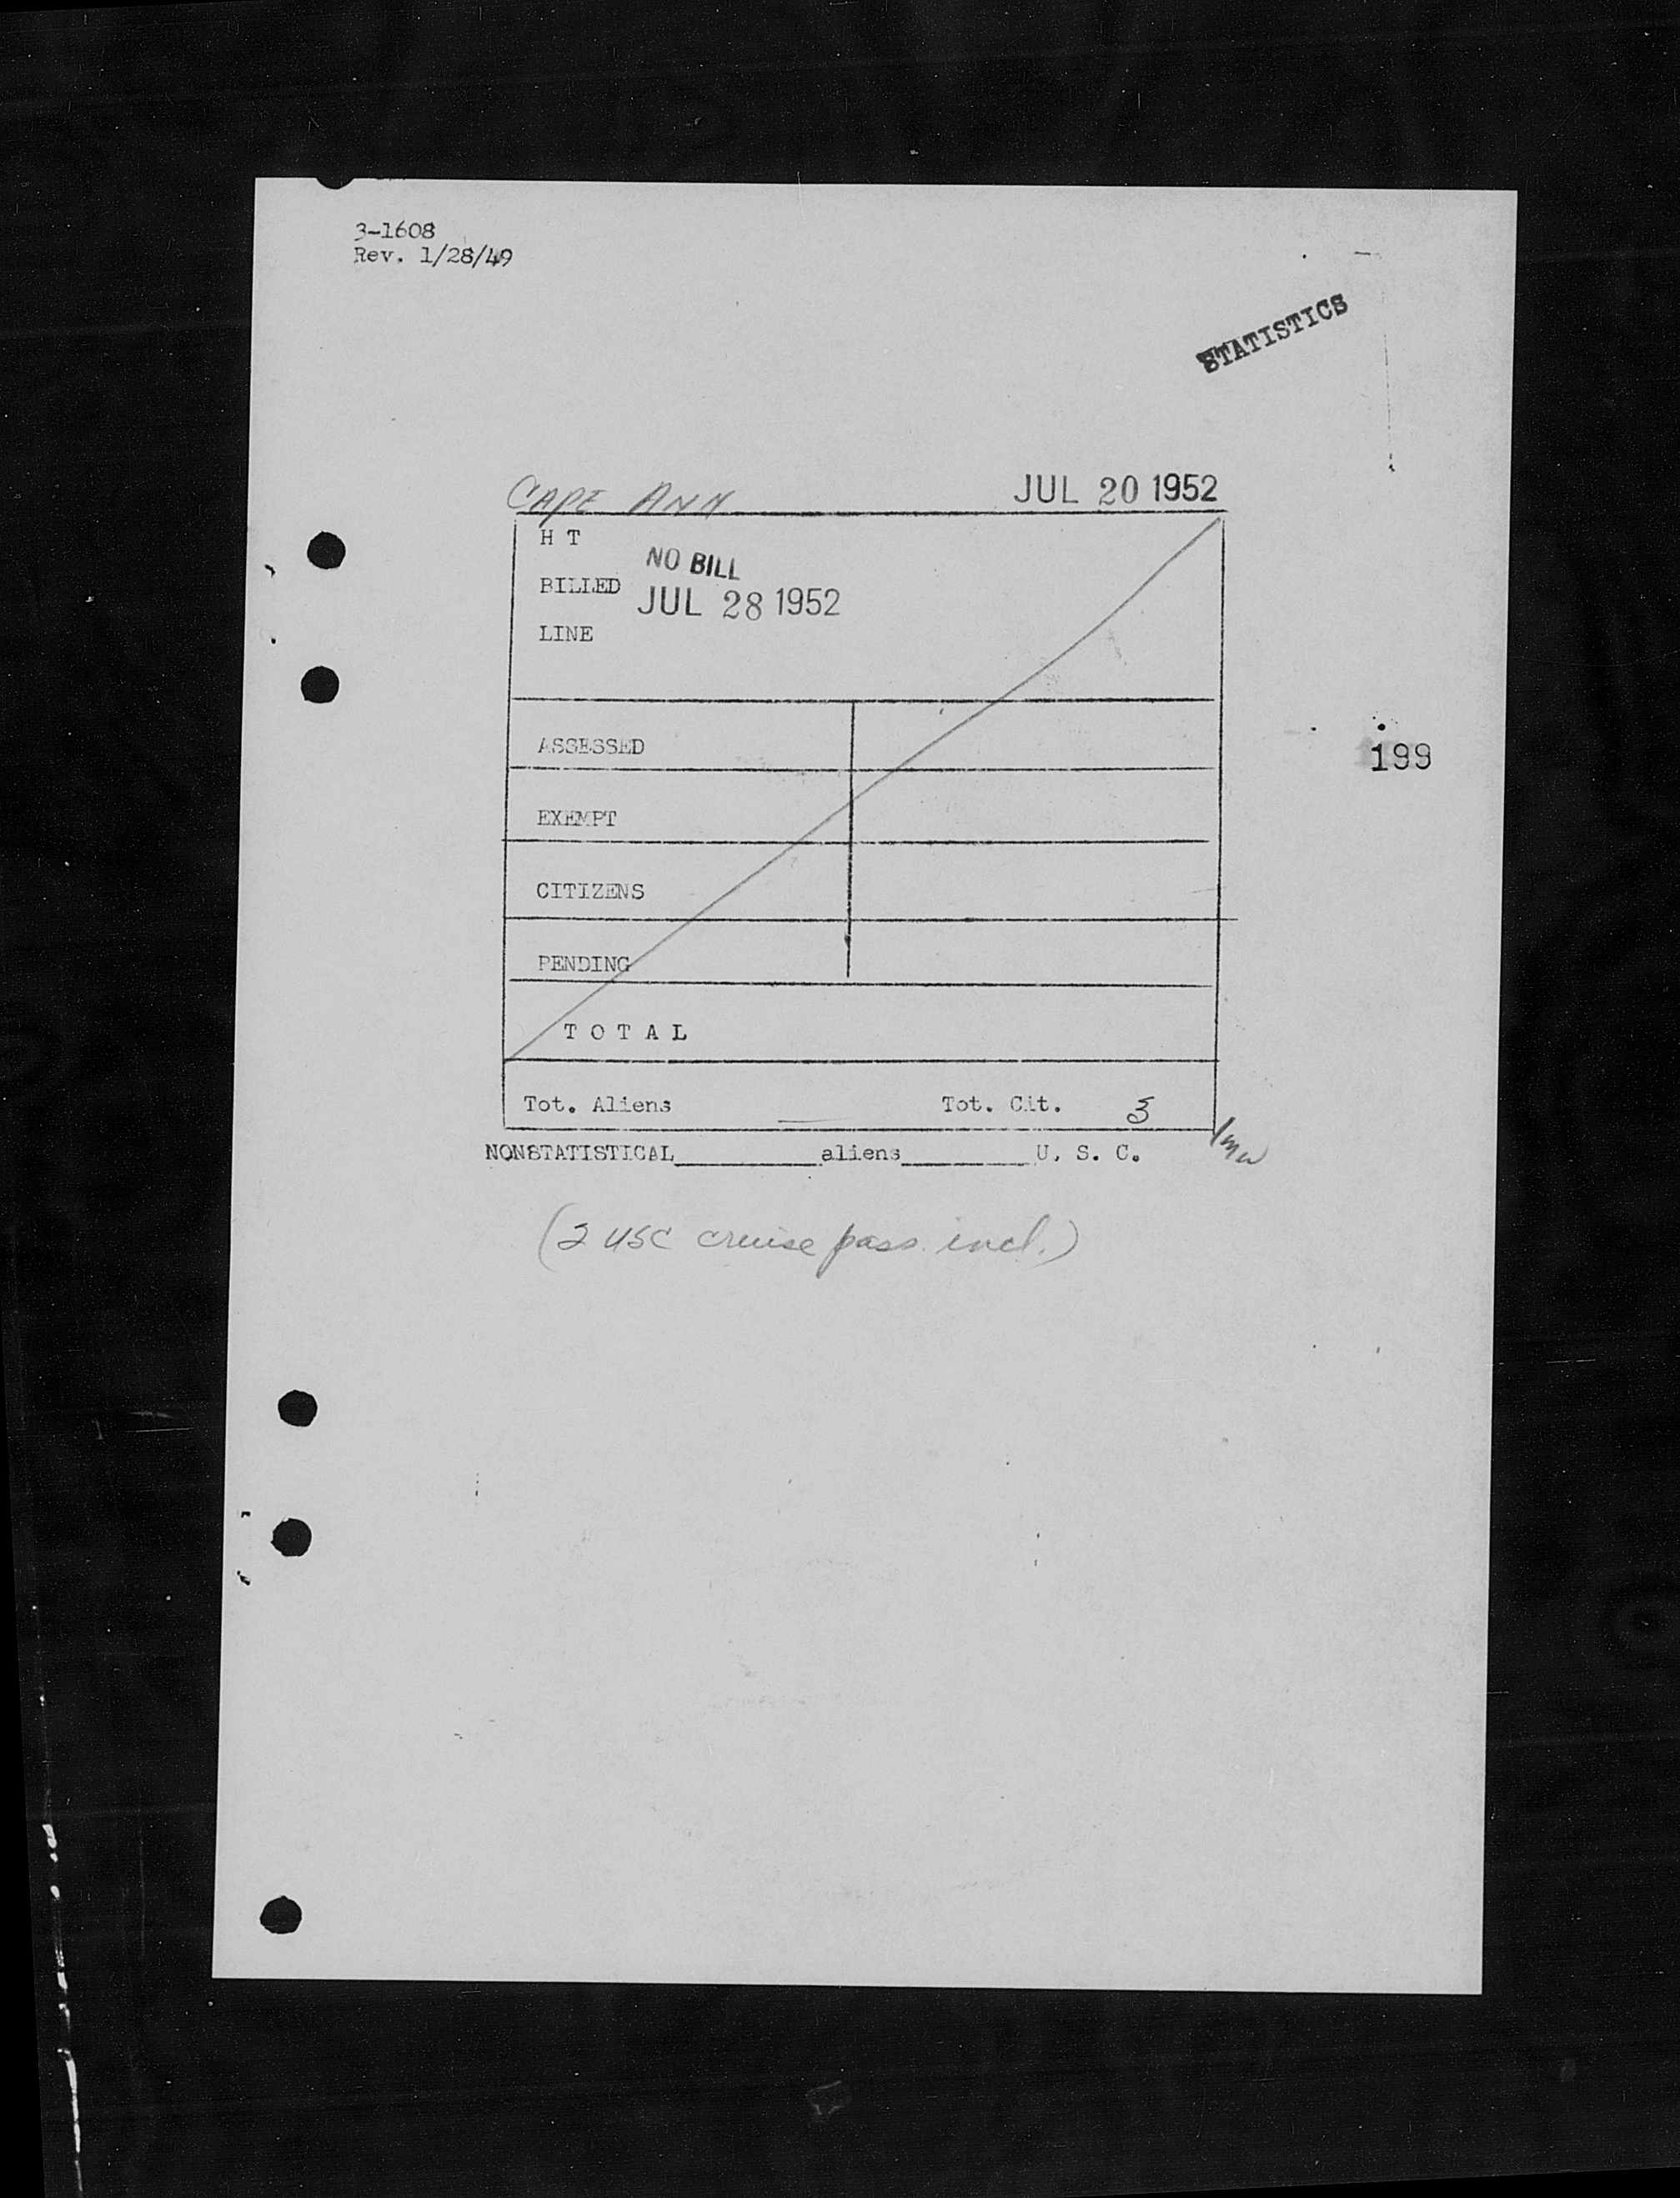 3-1608
Rev. 1/28/49
STATISTICS
CAPE ANN JUL 20 1952
H T
NO BILL
BILLED JUL 28 1952
LINE
199
ASSESSED
EXEMPT
CITIZENS
PENDING
T O T A L
Tot. Aliens Tot. Cit. 3
NONSTATISTICAL aliens U. S. C.
(2 USC cruise pass. incl.)